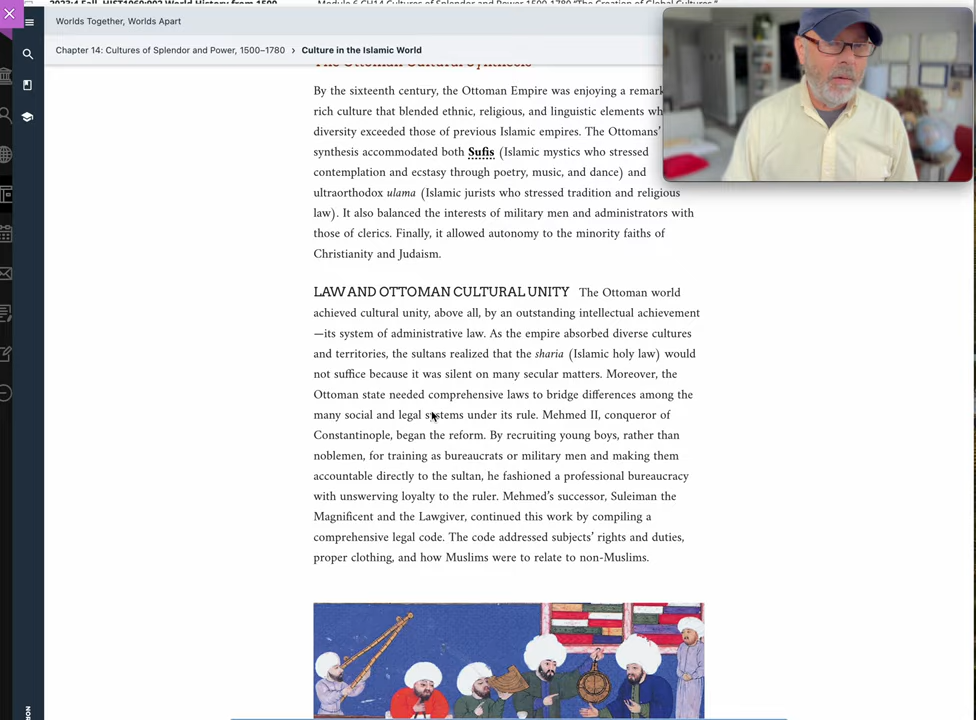 Worlds Together, Worlds Apart
Chapter 14: Cultures of Splendor and Power, 1500–1780 › Culture in the Islamic World
The Ottoman Cultural Synthesis
By the sixteenth century, the Ottoman Empire was enjoying a
rich culture that blended ethnic, religious, and linguistic elements
diversity exceeded those of previous Islamic empires. The Ottomans'
synthesis accommodated both Sufis (Islamic mystics who stressed
contemplation and ecstasy through poetry, music, and dance) and
ultraorthodox ulama (Islamic jurists who stressed tradition and religious
law). It also balanced the interests of military men and administrators with
those of clerics. Finally, it allowed autonomy to the minority faiths of
Christianity and Judaism.
LAW AND OTTOMAN CULTURAL UNITY The Ottoman world
achieved cultural unity, above all, by an outstanding intellectual achievement
—its system of administrative law. As the empire absorbed diverse cultures
and territories, the sultans realized that the sharia (Islamic holy law) would
not suffice because it was silent on many secular matters. Moreover, the
Ottoman state needed comprehensive laws to bridge differences among the
many social and legal systems under its rule. Mehmed II, conqueror of
Constantinople, began the reform. By recruiting young boys, rather than
noblemen, for training as bureaucrats or military men and making them
accountable directly to the sultan, he fashioned a professional bureaucracy
with unswerving loyalty to the ruler. Mehmed's successor, Suleiman the
Magnificent and the Lawgiver, continued this work by compiling a
comprehensive legal code. The code addressed subjects' rights and duties,
proper clothing, and how Muslims were to relate to non-Muslims.